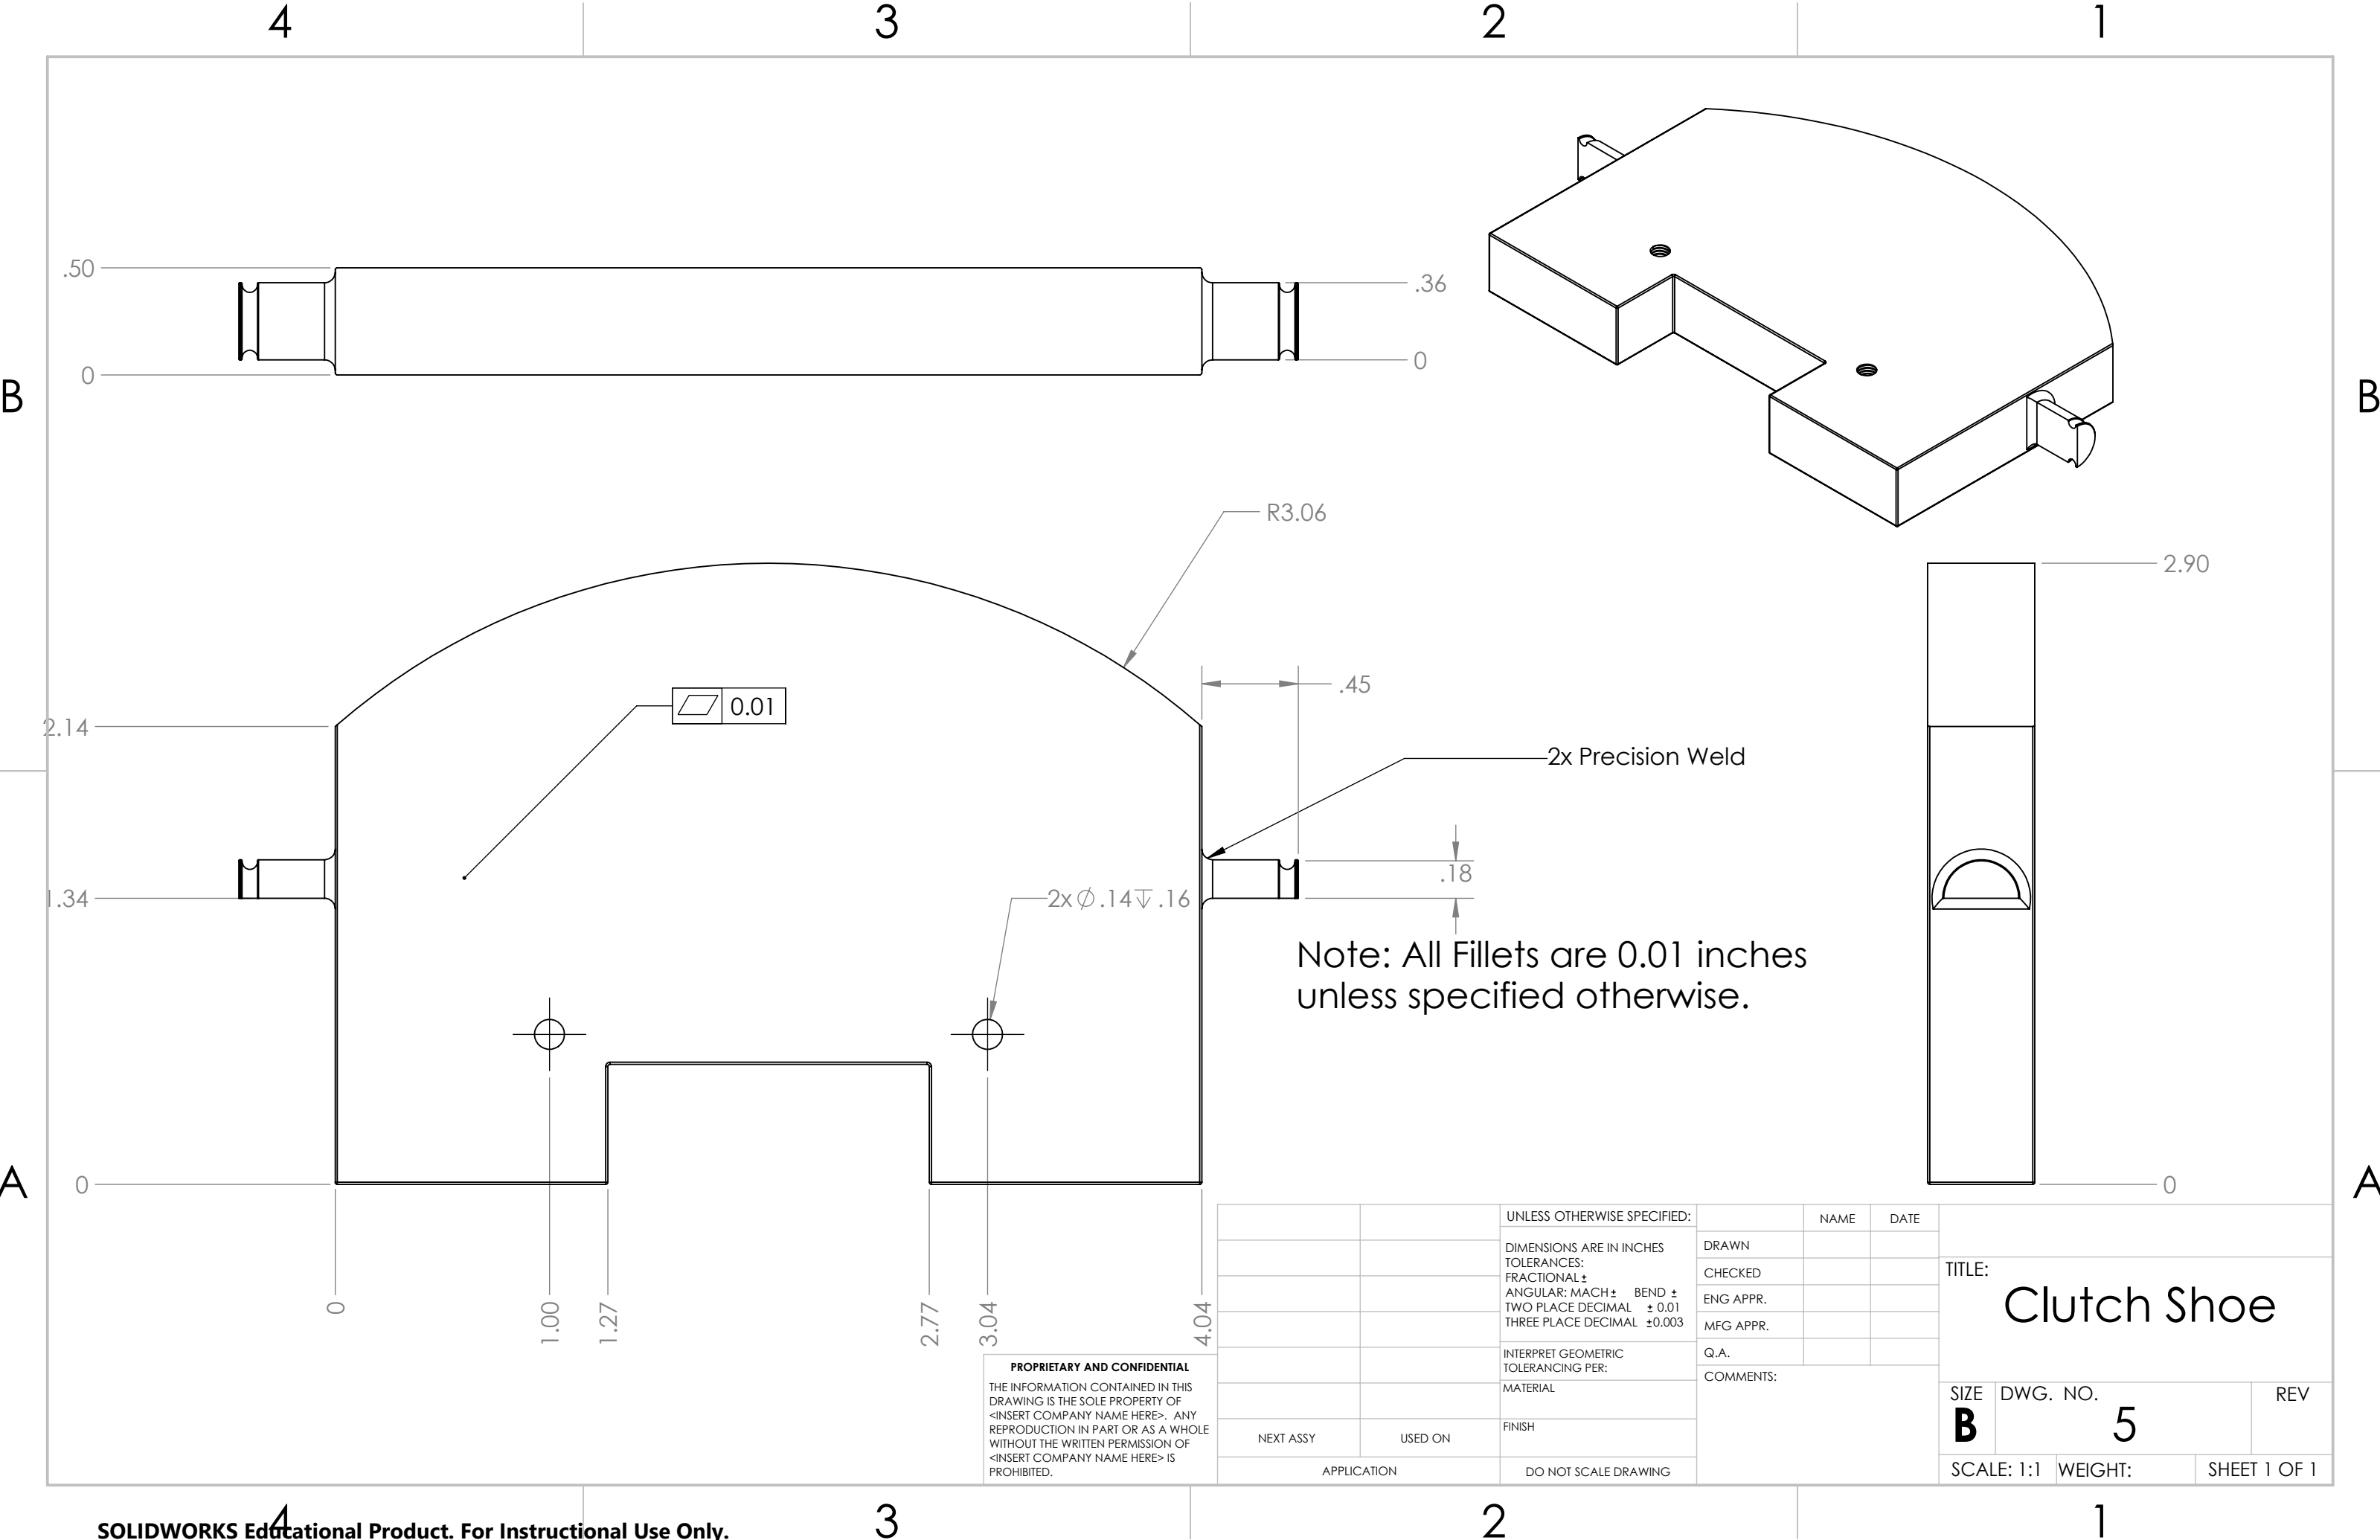 4 3 2 1
.50
.36
0
0
B B
R3.06
2.90
0.01
.45
2.14
2x Precision Weld
.18
1.34
2x ∅ .14 ↧ .16
Note: All Fillets are 0.01 inches
unless specified otherwise.
A A
0
0
0 1.00 1.27 2.77 3.04 4.04
PROPRIETARY AND CONFIDENTIAL
THE INFORMATION CONTAINED IN THIS
DRAWING IS THE SOLE PROPERTY OF
<INSERT COMPANY NAME HERE>. ANY
REPRODUCTION IN PART OR AS A WHOLE
WITHOUT THE WRITTEN PERMISSION OF
<INSERT COMPANY NAME HERE> IS
PROHIBITED.
NEXT ASSY USED ON
APPLICATION
UNLESS OTHERWISE SPECIFIED:
DIMENSIONS ARE IN INCHES
TOLERANCES:
FRACTIONAL ±
ANGULAR: MACH ± BEND ±
TWO PLACE DECIMAL ± 0.01
THREE PLACE DECIMAL ±0.003
INTERPRET GEOMETRIC
TOLERANCING PER:
MATERIAL
FINISH
DO NOT SCALE DRAWING
NAME DATE
DRAWN
CHECKED
ENG APPR.
MFG APPR.
Q.A.
COMMENTS:
TITLE:
Clutch Shoe
SIZE DWG. NO. REV
B 5
SCALE: 1:1 WEIGHT: SHEET 1 OF 1
4 3 2 1
SOLIDWORKS Educational Product. For Instructional Use Only.